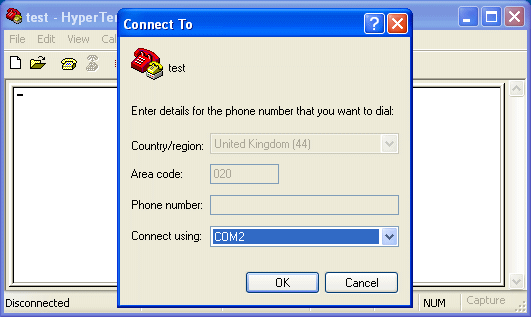 test - HyperTer
Connect To
File Edit View Cal
test
Enter details for the phone number that you want to dial:
Country/region: United Kingdom (44)
Area code: 020
Phone number:
Connect using: COM2
OK Cancel
Disconnected NUM Capture